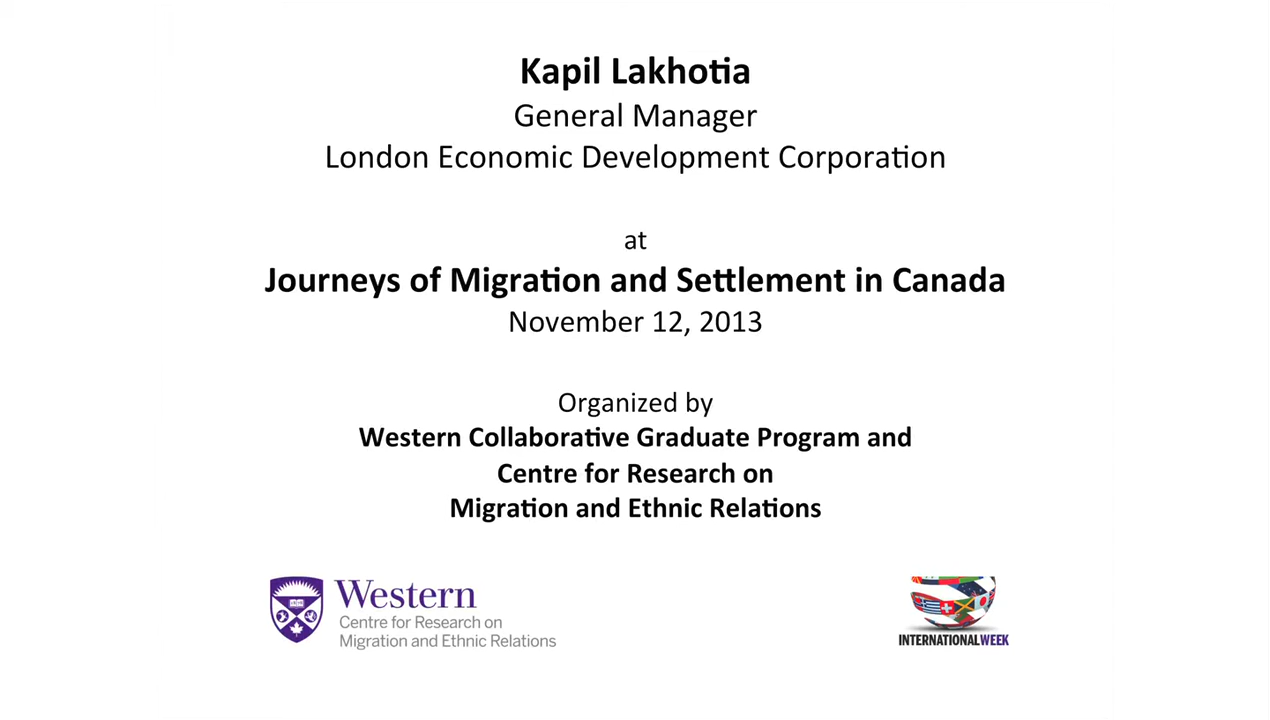 Kapil Lakhotia
General Manager
London Economic Development Corporation
at
Journeys of Migration and Settlement in Canada
November 12, 2013
Organized by
Western Collaborative Graduate Program and
Centre for Research on
Migration and Ethnic Relations
Western
Centre for Research on
Migration and Ethnic Relations
INTERNATIONALWEEK